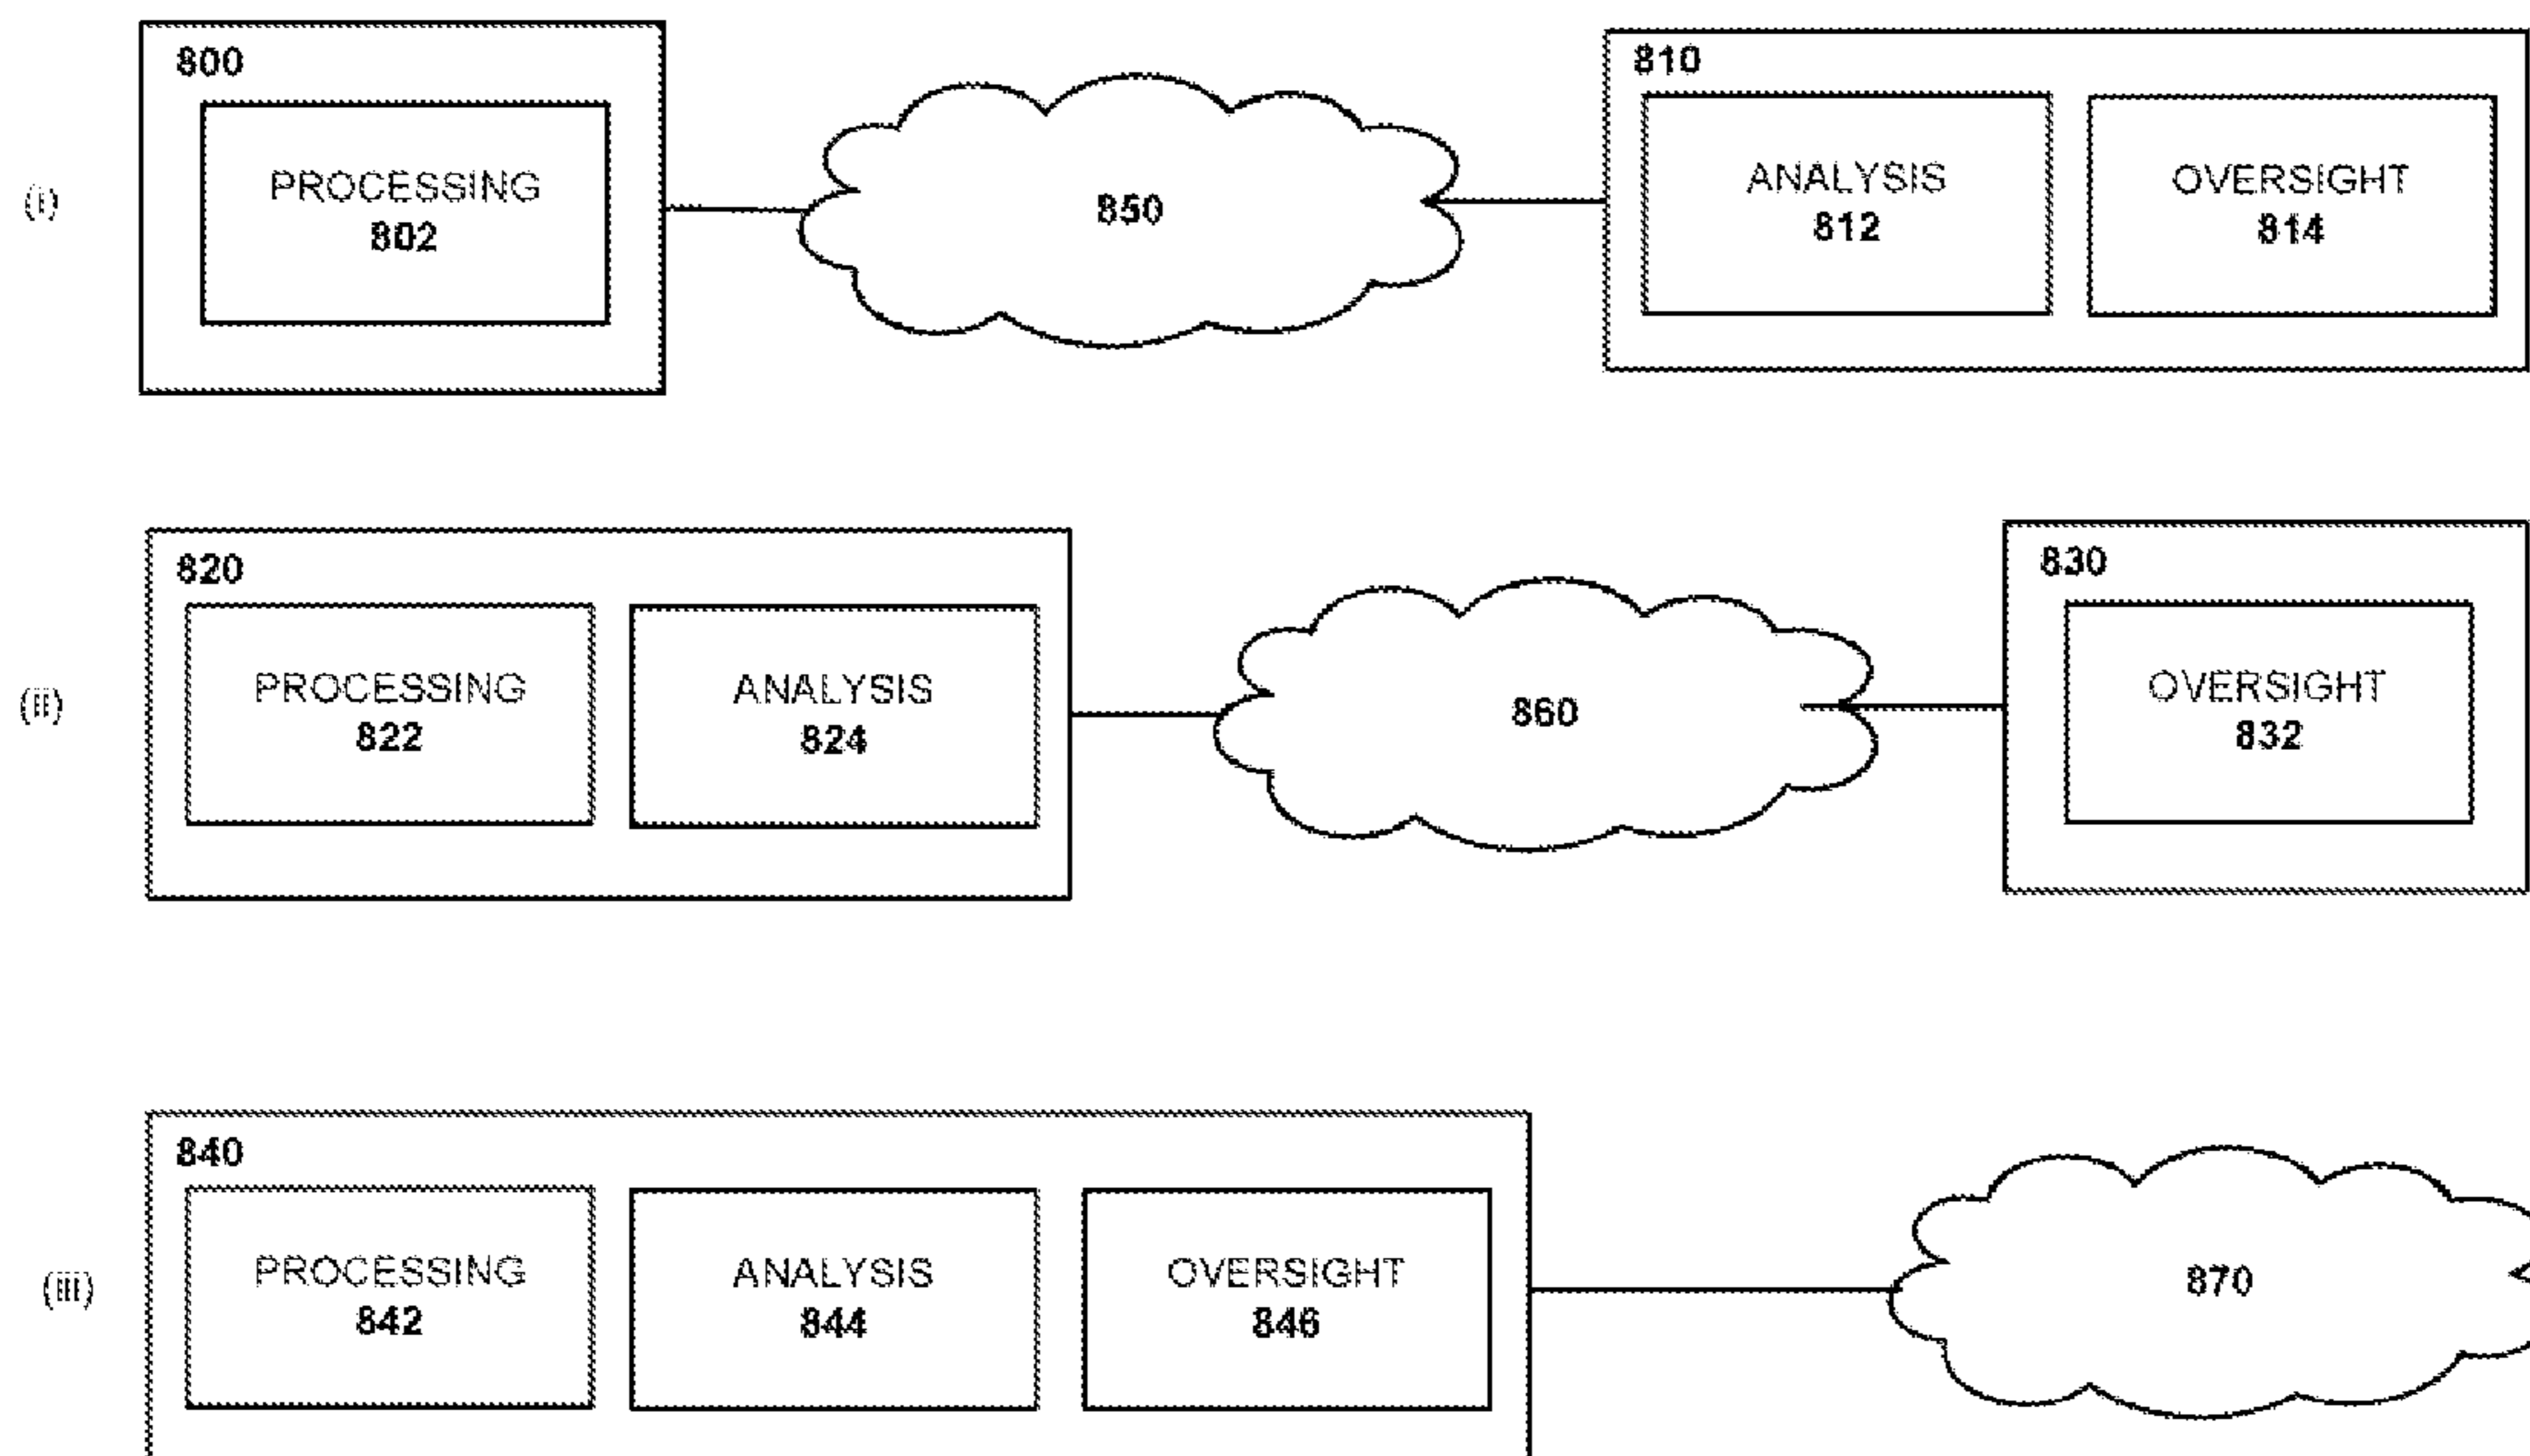 800
810
(i)
PROCESSING
802
850
ANALYSIS
812
OVERSIGHT
814
820
830
(ii)
PROCESSING
822
ANALYSIS
824
860
OVERSIGHT
832
840
(iii)
PROCESSING
842
ANALYSIS
844
OVERSIGHT
846
870